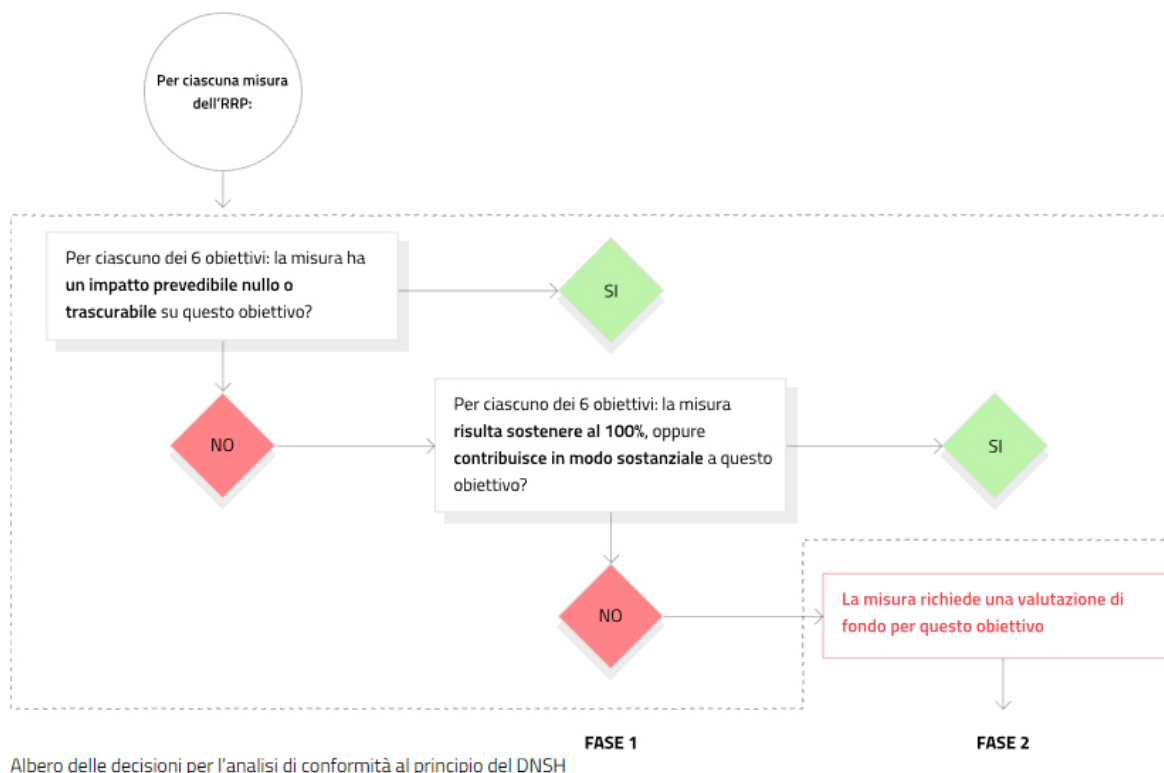 Per ciascuna misura
dell'RRP:
Per ciascuno dei 6 obiettivi: la misura ha
un impatto prevedibile nullo o
trascurabile su questo obiettivo?
SI
NO
Per ciascuno dei 6 obiettivi: la misura
risulta sostenere al 100%, oppure
contribuisce in modo sostanziale a questo
obiettivo?
SI
NO
La misura richiede una valutazione di
fondo per questo obiettivo
FASE 1
FASE 2
Albero delle decisioni per l'analisi di conformità al principio del DNSH